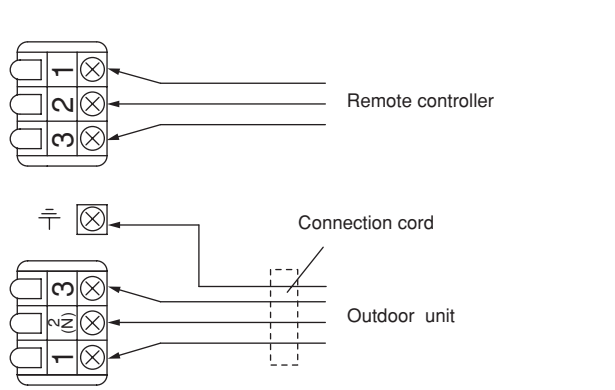 1
2
3
Remote controller
Connection cord
3
2
(N)
1
Outdoor unit